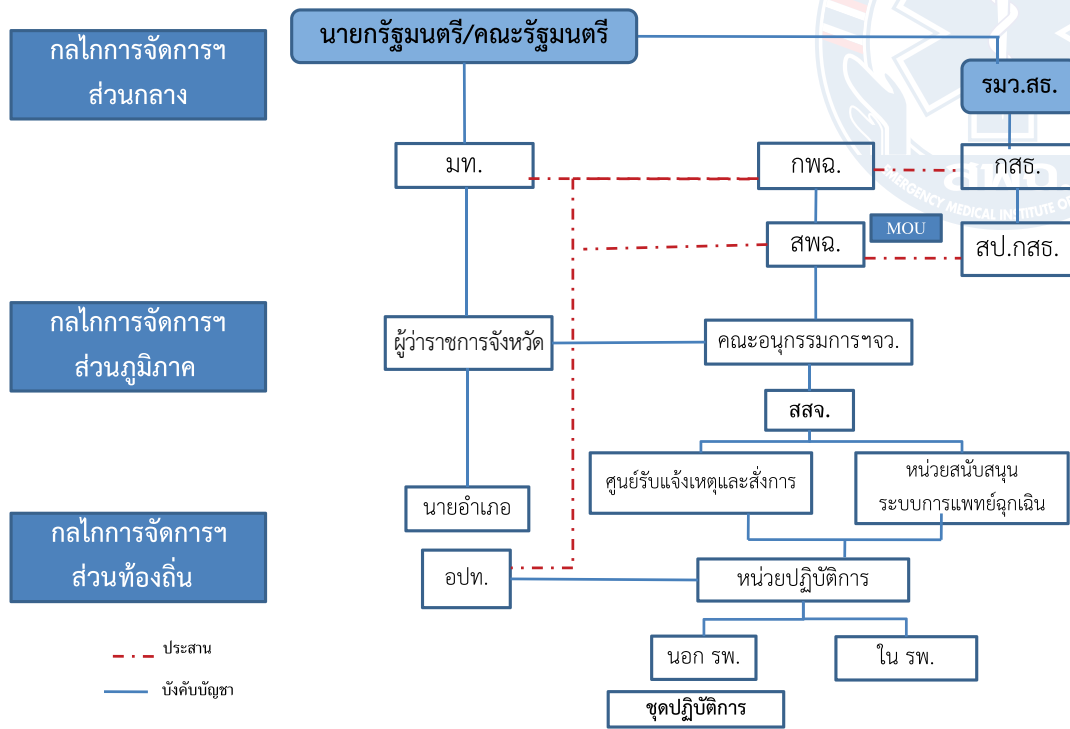 นายกรัฐมนตรี/คณะรัฐมนตรี
กลไกการจัดการฯ
ส่วนกลาง
รมว.สธ.
มท.
กพฉ.
กสธ.
สพฉ.
MOU
สป.กสธ.
สพฉ.
EMERGENCY MEDICAL INSTITUTE OF
กลไกการจัดการฯ
ส่วนภูมิภาค
ผู้ว่าราชการจังหวัด
คณะอนุกรรมการฯจว.
สสจ.
ศูนย์รับแจ้งเหตุและสั่งการ
หน่วยสนับสนุน
ระบบการแพทย์ฉุกเฉิน
นายอำเภอ
กลไกการจัดการฯ
ส่วนท้องถิ่น
อปท.
หน่วยปฏิบัติการ
นอก รพ.
ใน รพ.
ชุดปฏิบัติการ
ประสาน
บังคับบัญชา